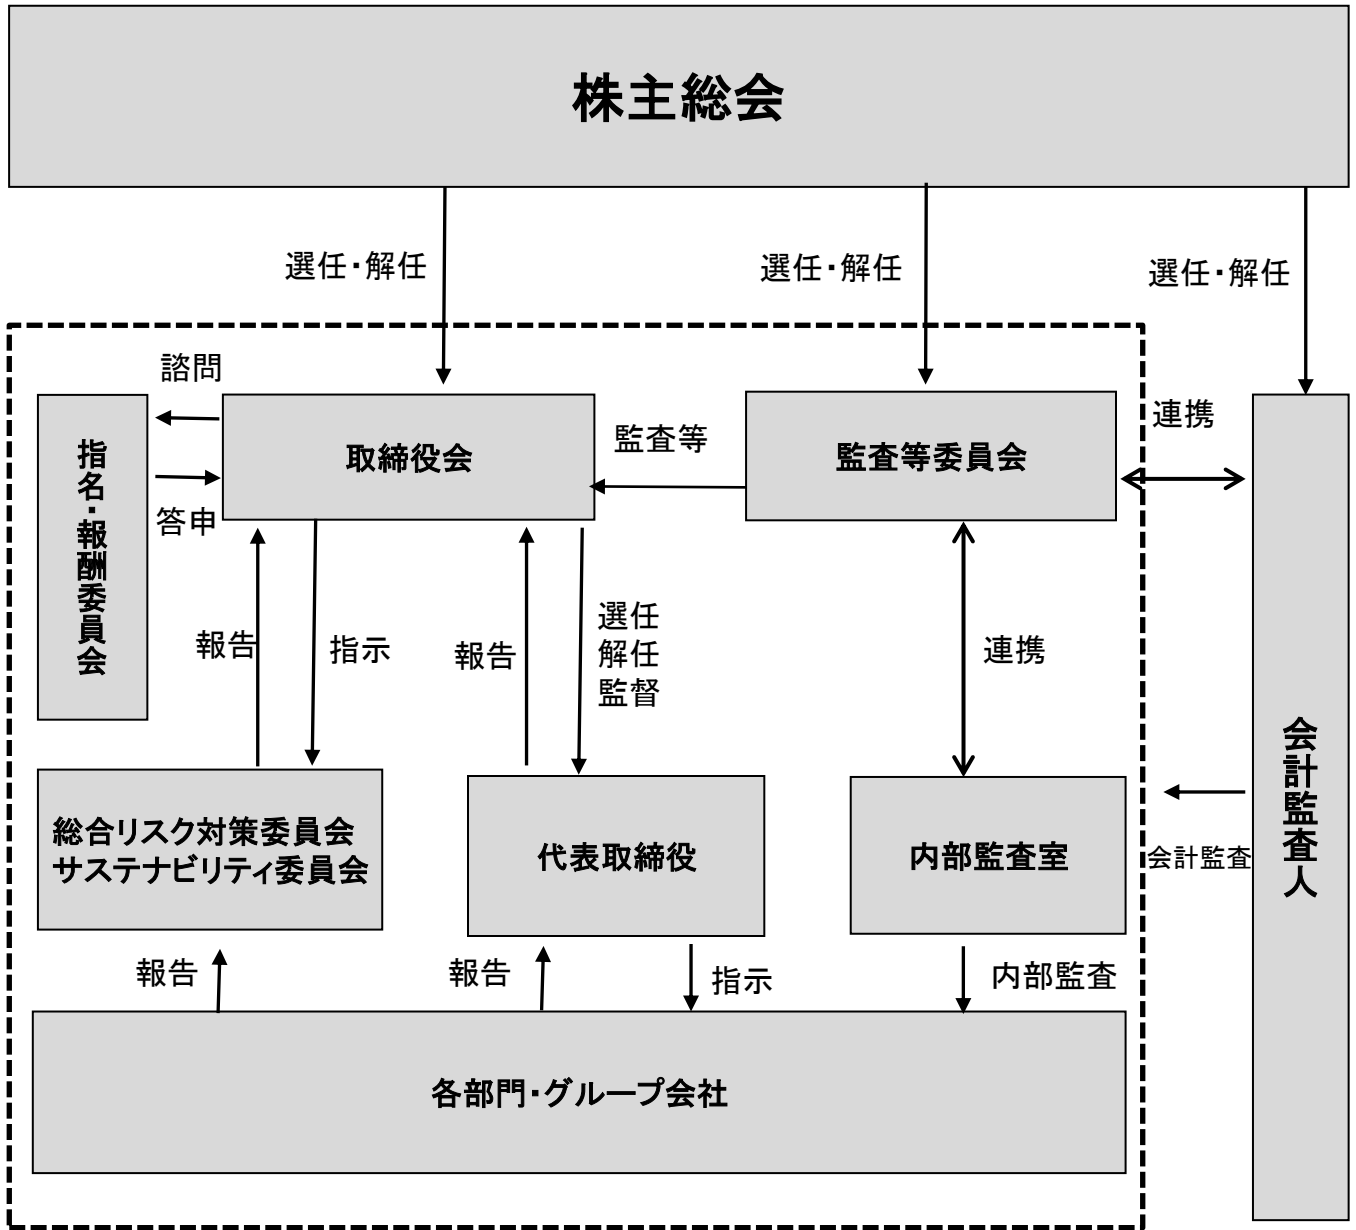 株主総会
選任・解任
選任・解任
選任・解任
諮問
指名・報酬委員会
答申
取締役会
監査等
監査等委員会
連携
報告
指示
報告
選任
解任
監督
連携
会計監査人
総合リスク対策委員会
サステナビリティ委員会
代表取締役
内部監査室
会計監査
報告
報告
指示
内部監査
各部門・グループ会社